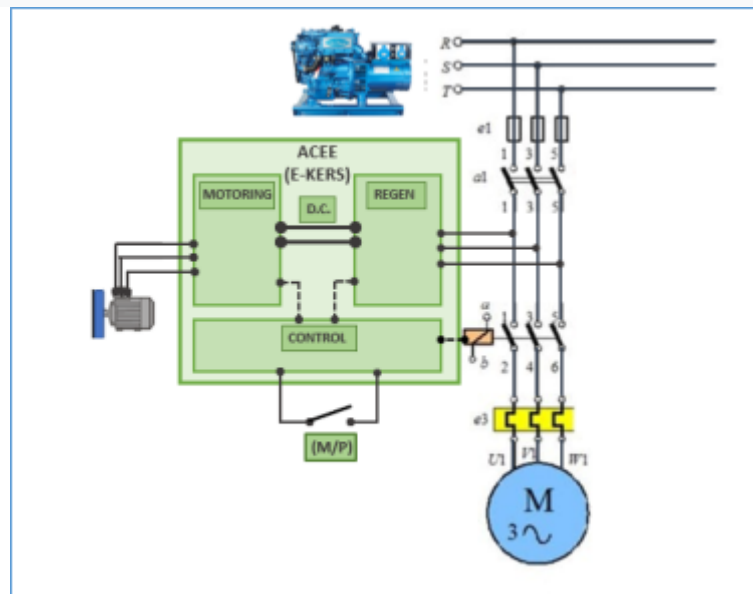 R
S
T
e1
1 3 5
a1
1 3 5
ACEE
(E-KERS)
MOTORING
D.C.
REGEN
CONTROL
a
b
1 3 5
2 4 6
(M/P)
e3
U1 V1 W1
M
3